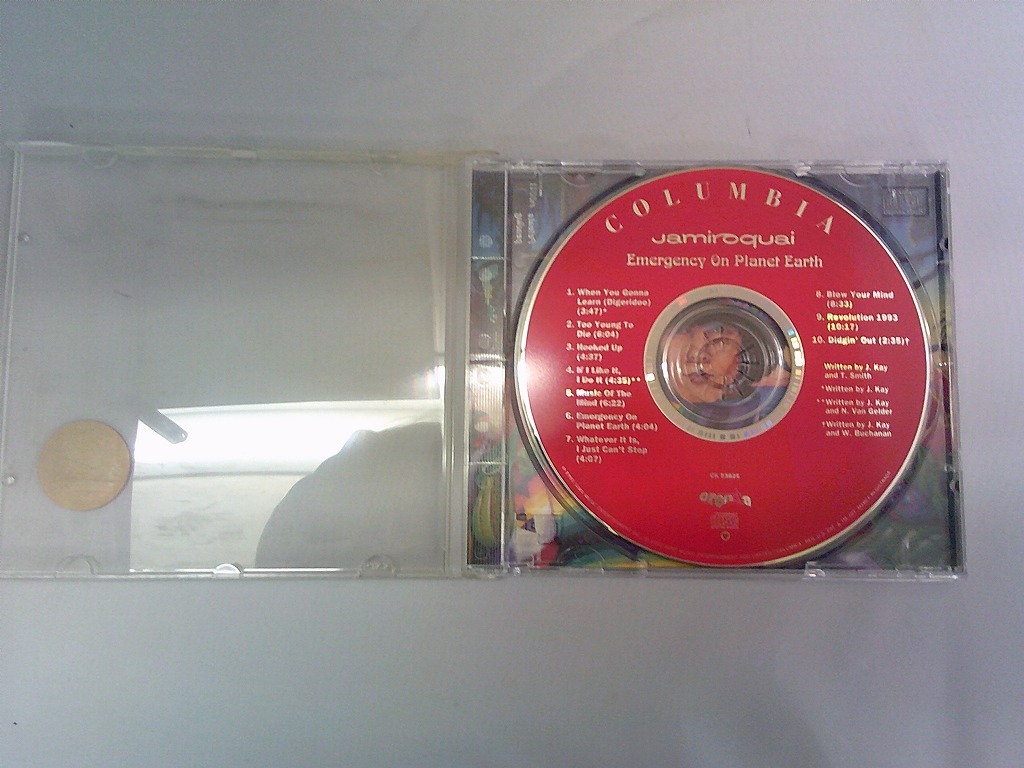 COLUMBIA
Jamiroquai
Emergency On Planet Earth
1. When You Gonna
Learn (Digeridoo)
(3:47)*
2. Too Young To
Die (6:04)
3. Hooked Up
(4:37)
4. If I Like It,
I Do It (4:35)**
5. Music Of The
Mind (6:22)
6. Emergency On
Planet Earth (4:04)
7. Whatever It Is,
I Just Can't Stop
(4:07)
8. Blow Your Mind
(8:33)
9. Revolution 1993
(10:17)
10. Didgin' Out (2:35)†
Written by J. Kay
and T. Smith
*Written by J. Kay
**Written by J. Kay
and N. Van Gelder
†Written by J. Kay
and W. Buchanan